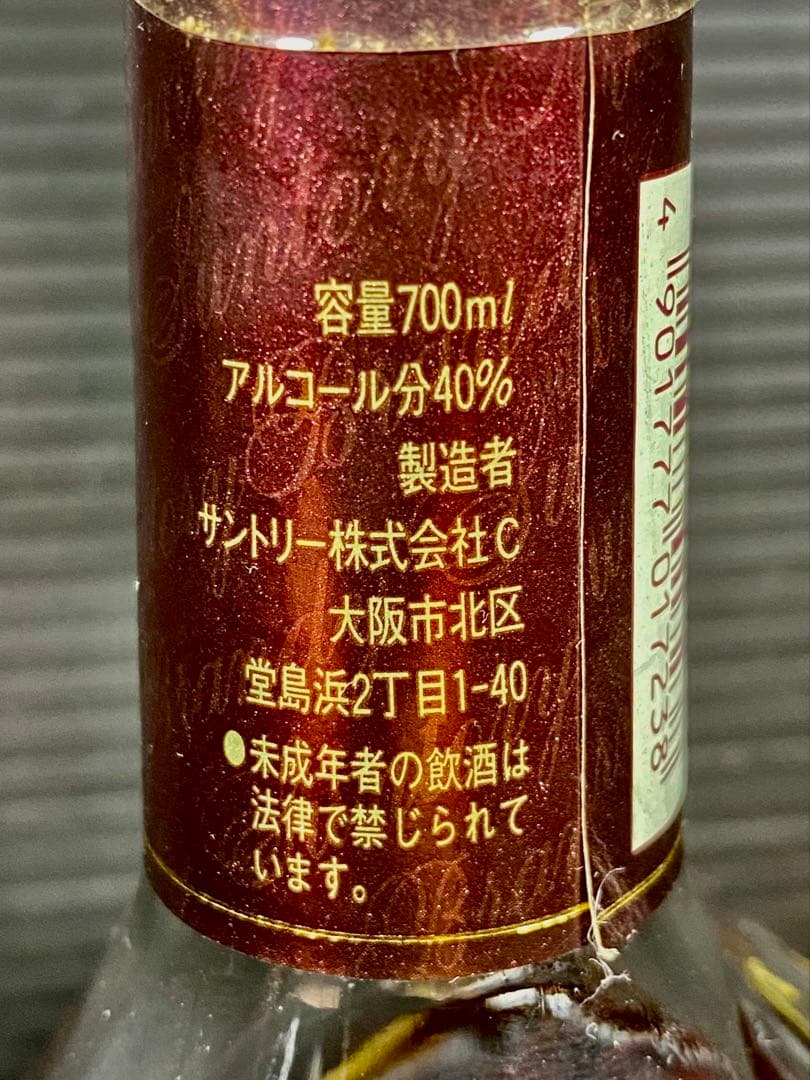 容量700ml
アルコール分40%
製造者
サントリー株式会社C
大阪市北区
堂島浜2丁目1-40
●未成年者の飲酒は
法律で禁じられて
います。
4 901777 017238